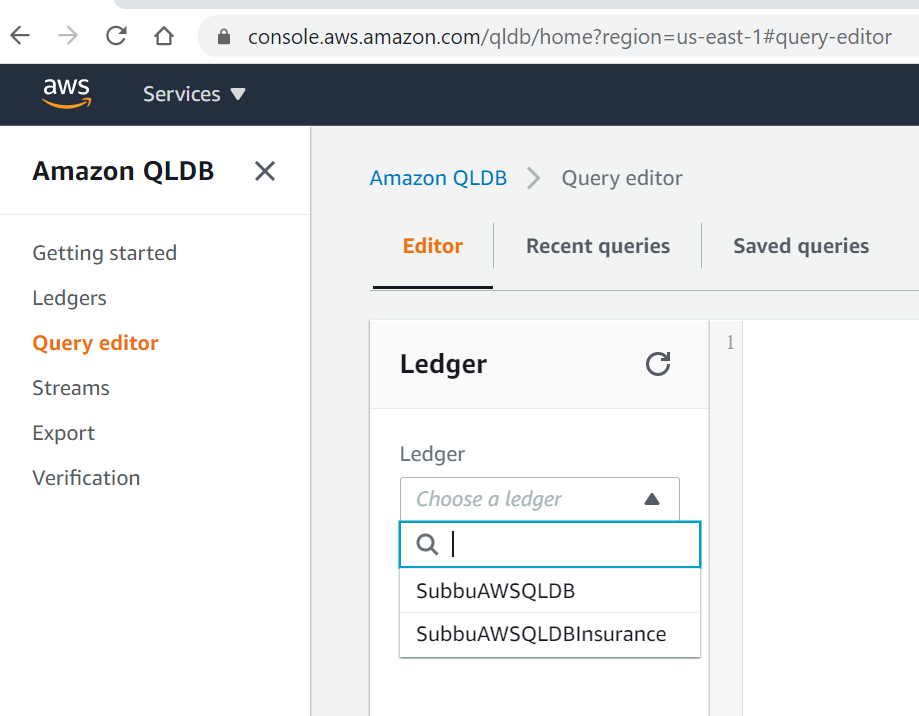 console.aws.amazon.com/qldb/home?region=us-east-1#query-editor
aws
Services
Amazon QLDB
Getting started
Ledgers
Query editor
Streams
Export
Verification
Amazon QLDB Query editor
Editor Recent queries Saved queries
Ledger
1
Ledger
Choose a ledger
SubbuAWSQLDB
SubbuAWSQLDBInsurance